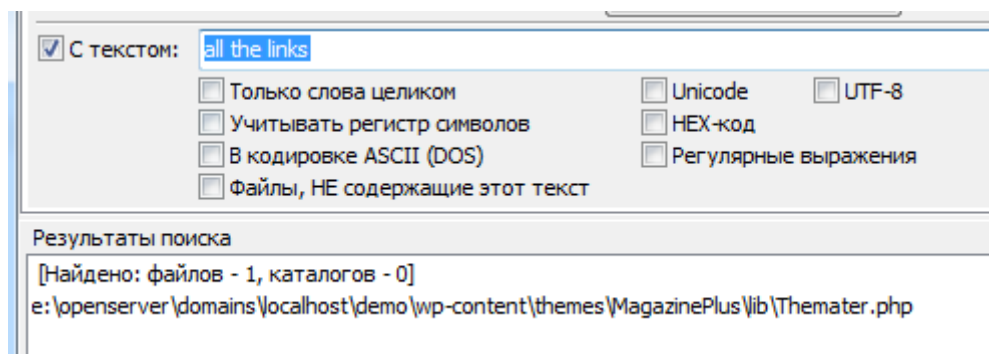 С текстом: all the links
Только слова целиком Unicode UTF-8
Учитывать регистр символов HEX-код
В кодировке ASCII (DOS) Регулярные выражения
Файлы, НЕ содержащие этот текст
Результаты поиска
[Найдено: файлов - 1, каталогов - 0]
e:\openserver\domains\localhost\demo\wp-content\themes\MagazinePlus\lib\Themater.php